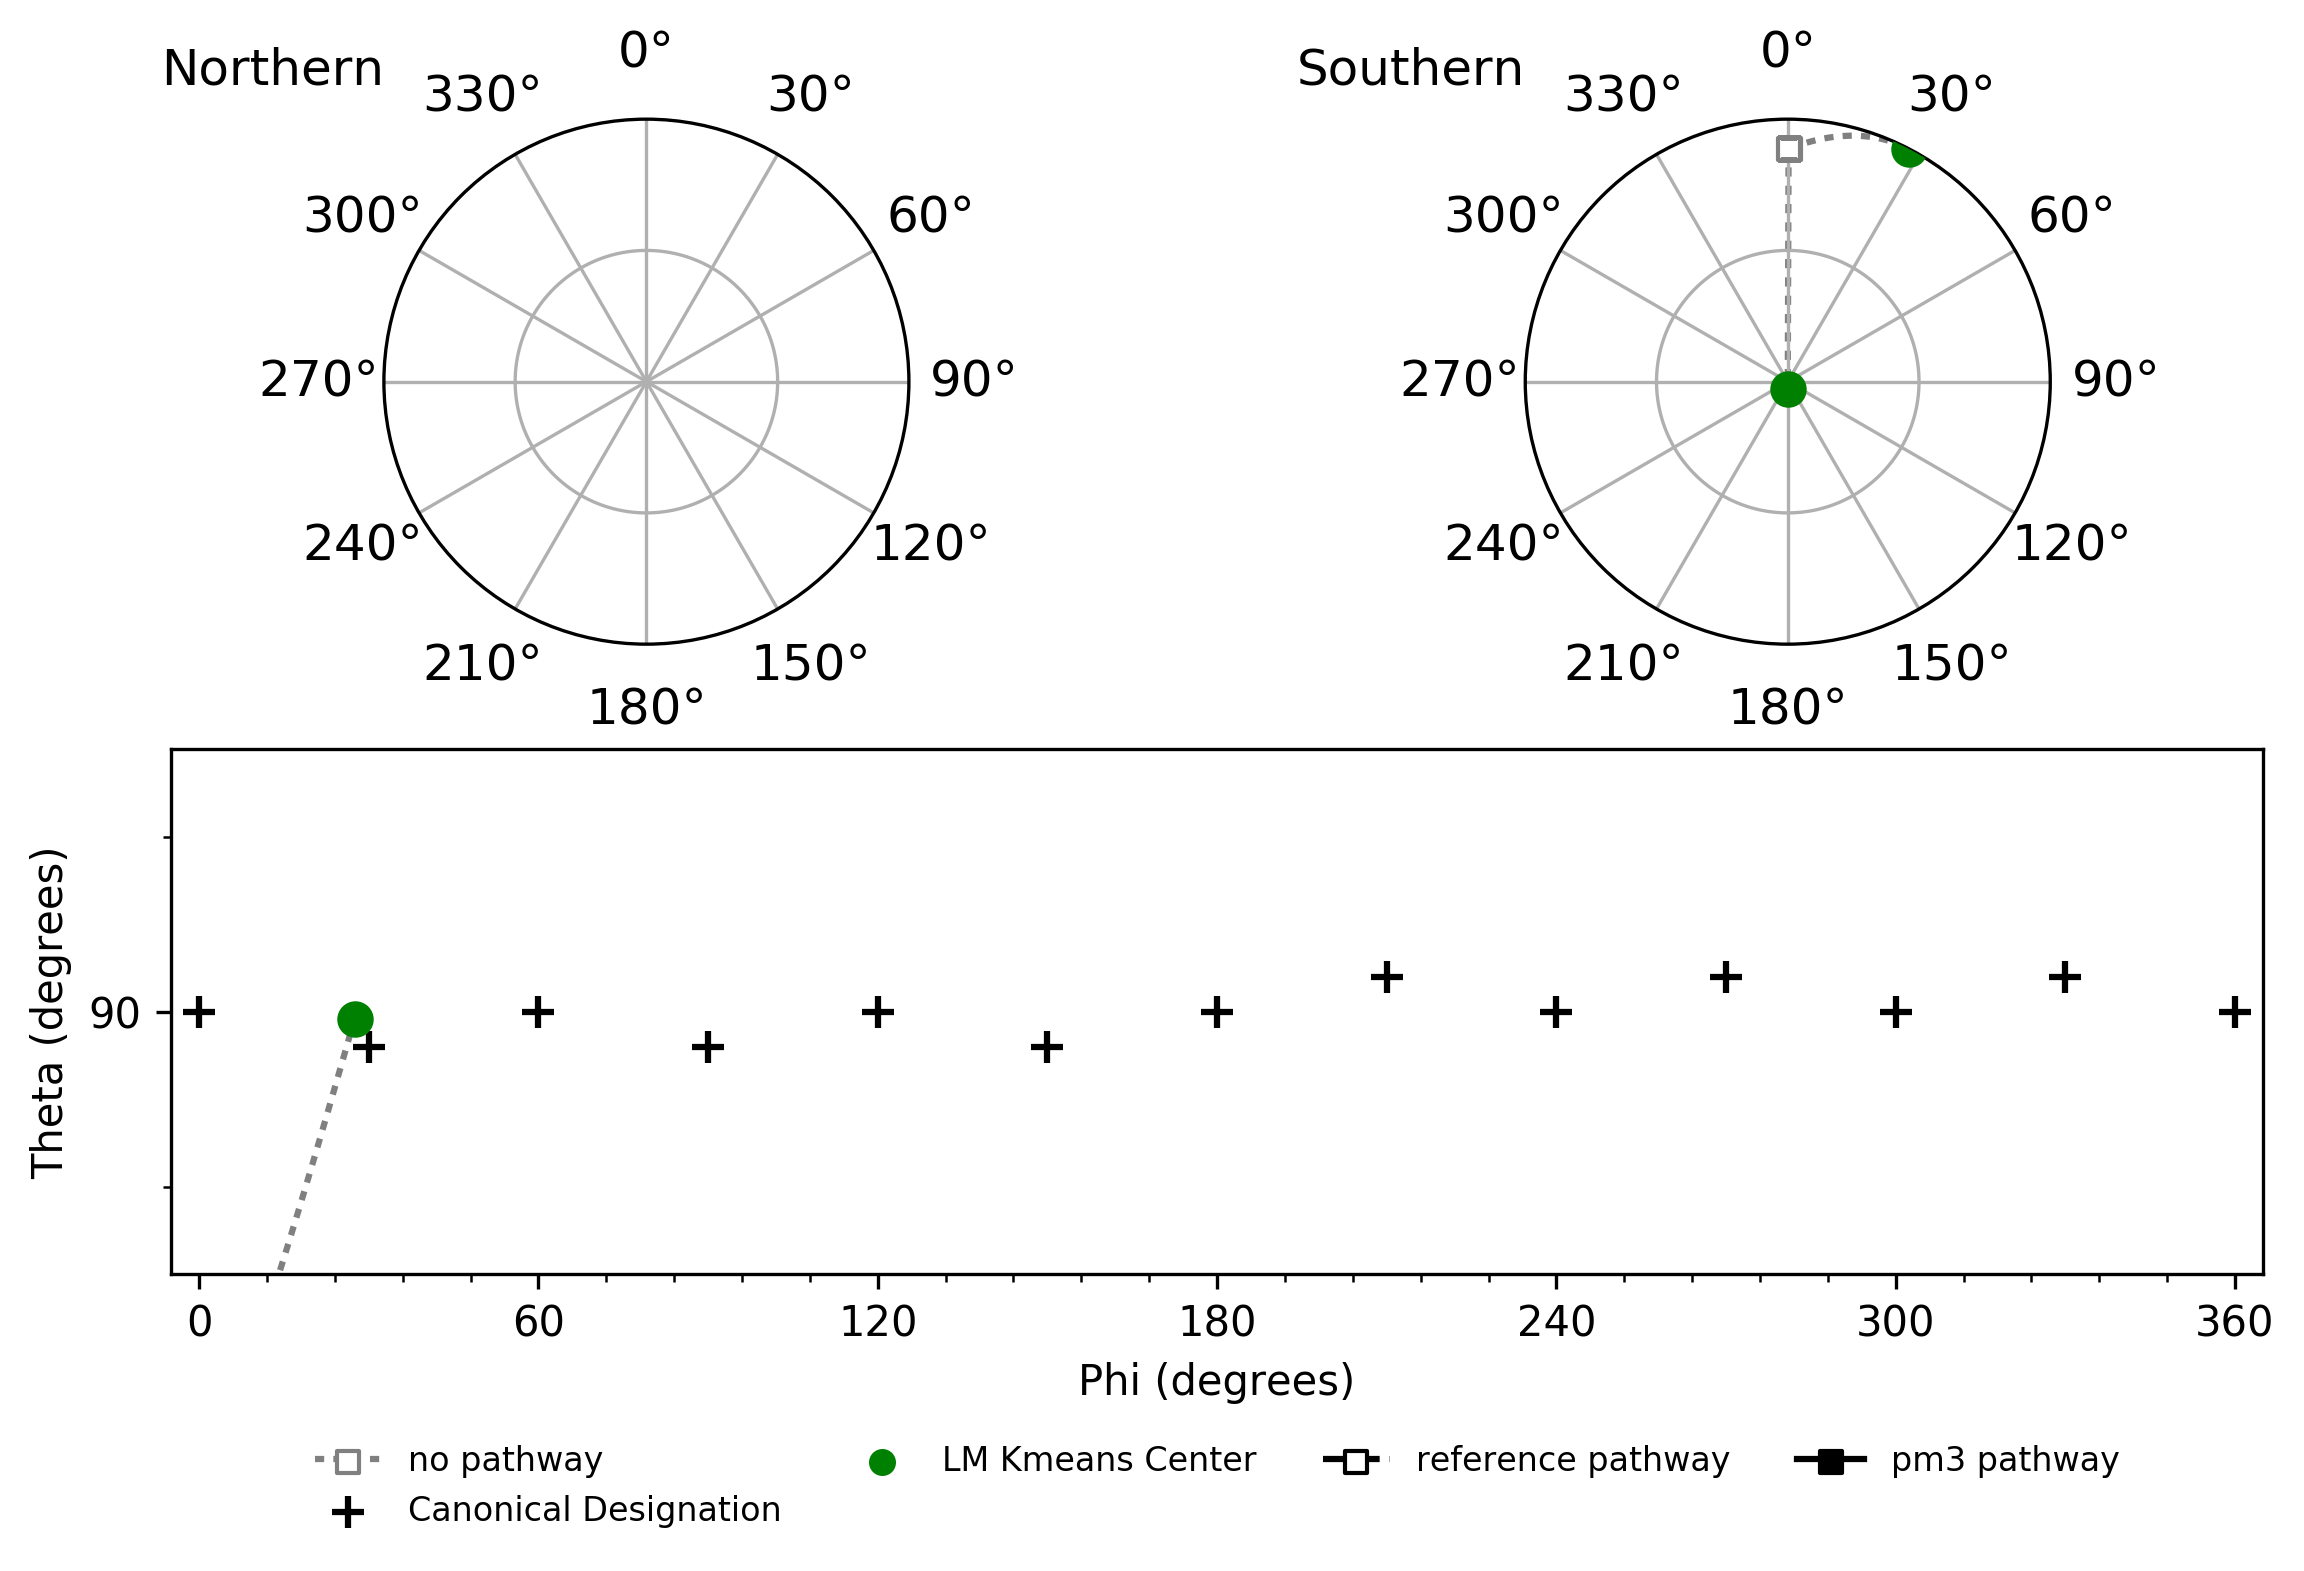 Northern
0°
30°
60°
90°
120°
150°
180°
210°
240°
270°
300°
330°
Southern
0°
30°
60°
90°
120°
150°
180°
210°
240°
270°
300°
330°
Theta (degrees)
90
0 60 120 180 240 300 360
Phi (degrees)
no pathway
Canonical Designation
LM Kmeans Center
reference pathway
pm3 pathway